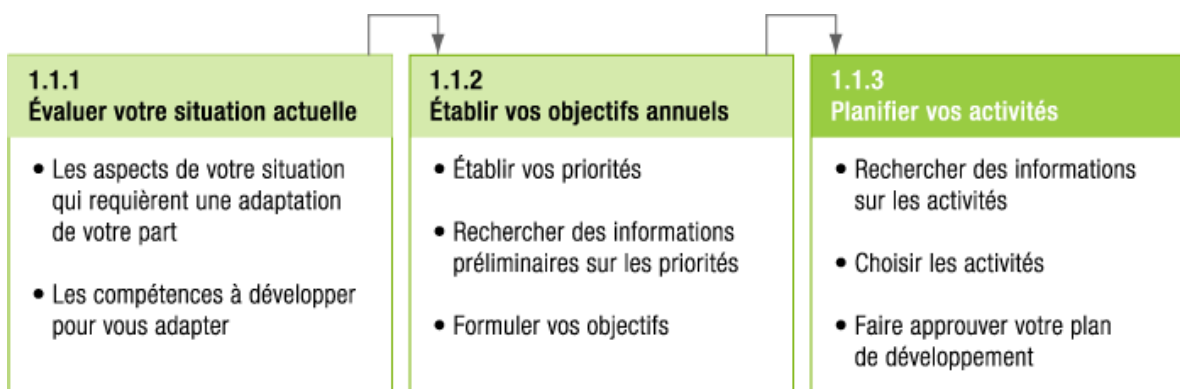 1.1.1
Évaluer votre situation actuelle
• Les aspects de votre situation
qui requièrent une adaptation
de votre part
• Les compétences à développer
pour vous adapter
1.1.2
Établir vos objectifs annuels
• Établir vos priorités
• Rechercher des informations
préliminaires sur les priorités
• Formuler vos objectifs
1.1.3
Planifier vos activités
• Rechercher des informations
sur les activités
• Choisir les activités
• Faire approuver votre plan
de développement